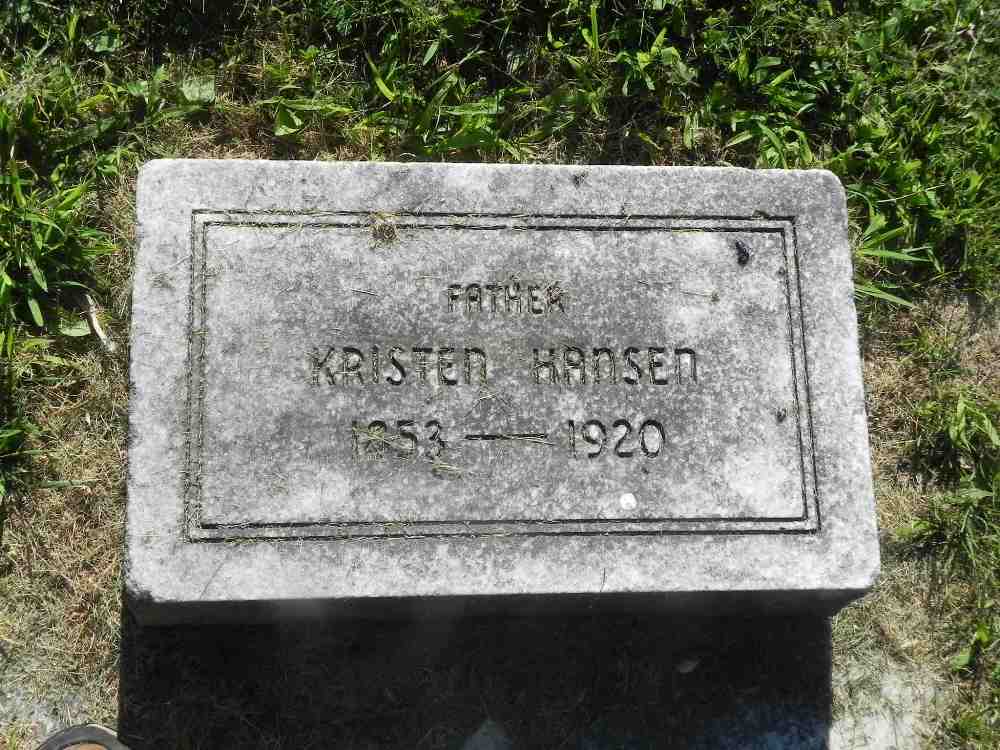 FATHER
KRISTEN HANSEN
1853 — 1920